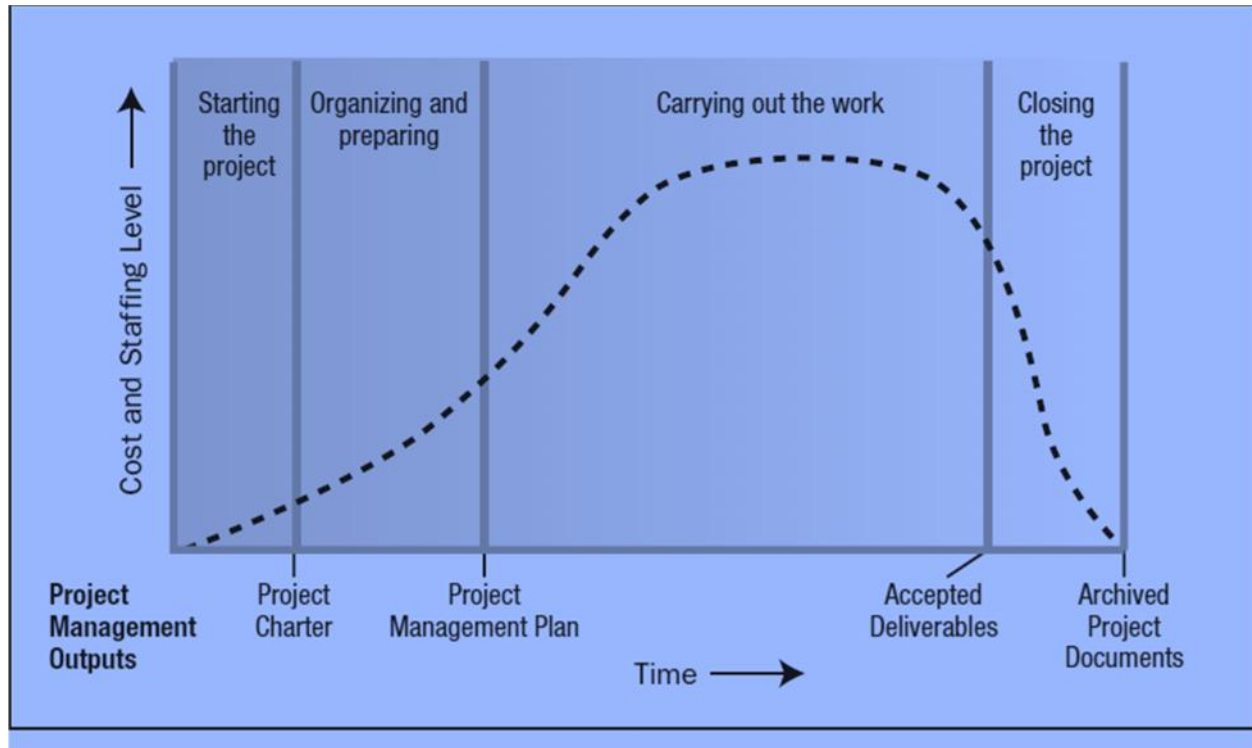 Starting
the
project
Organizing and
preparing
Carrying out the work
Closing
the
project
Cost and Staffing Level
Project
Management
Outputs
Project
Charter
Project
Management Plan
Accepted
Deliverables
Archived
Project
Documents
Time